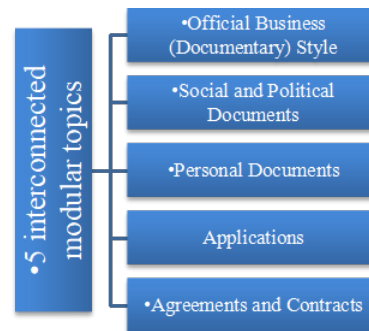 •5 interconnected
modular topics
•Official Business
(Documentary) Style
•Social and Political
Documents
•Personal Documents
Applications
•Agreements and Contracts